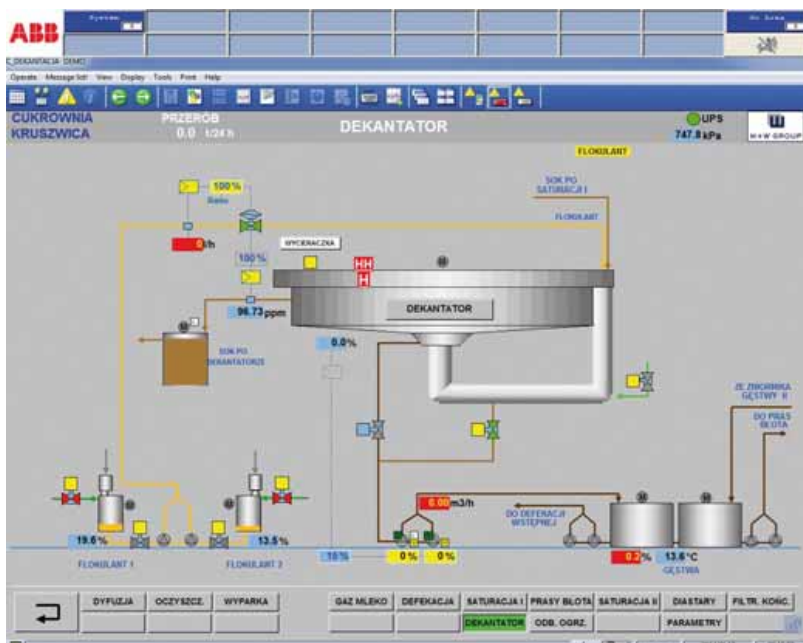 ABB
System
C_DEKANTACJA DEMO
Operate Message list View Display Tools Print Help
CUKROWNIA
KRUSZWICA
PRZERÓB
0.0 t/24 h
DEKANTATOR
UPS
747.8 kPa
M+W GROUP
FLOKULANT
SOK PO
SATURACJI I
FLOKULANT
100%
Ratio
0 l/h
WYCIERACZKA
100%
HH
H
M
DEKANTATOR
96.73 ppm
M
SOK PO
DEKANTATORZE
0.0%
ZE ZBIORNIKA
GĘSTWY II
DO PRAS
BŁOTA
0.00 m3/h
DO DEFEKACJI
WSTĘPNEJ
M
M
M
M
19.6%
13.5%
10%
0%
0%
0.2%
13.6°C
FLOKULANT 1
FLOKULANT 2
GĘSTWA
DYFUZJA OCZYSZCZ. WYPARKA GAZ MLEKO DEFEKACJA SATURACJA I PRASY BŁOTA SATURACJA II DIASTARY FILTR. KOŃC.
DEKANTATOR ODB. OGRZ. PARAMETRY